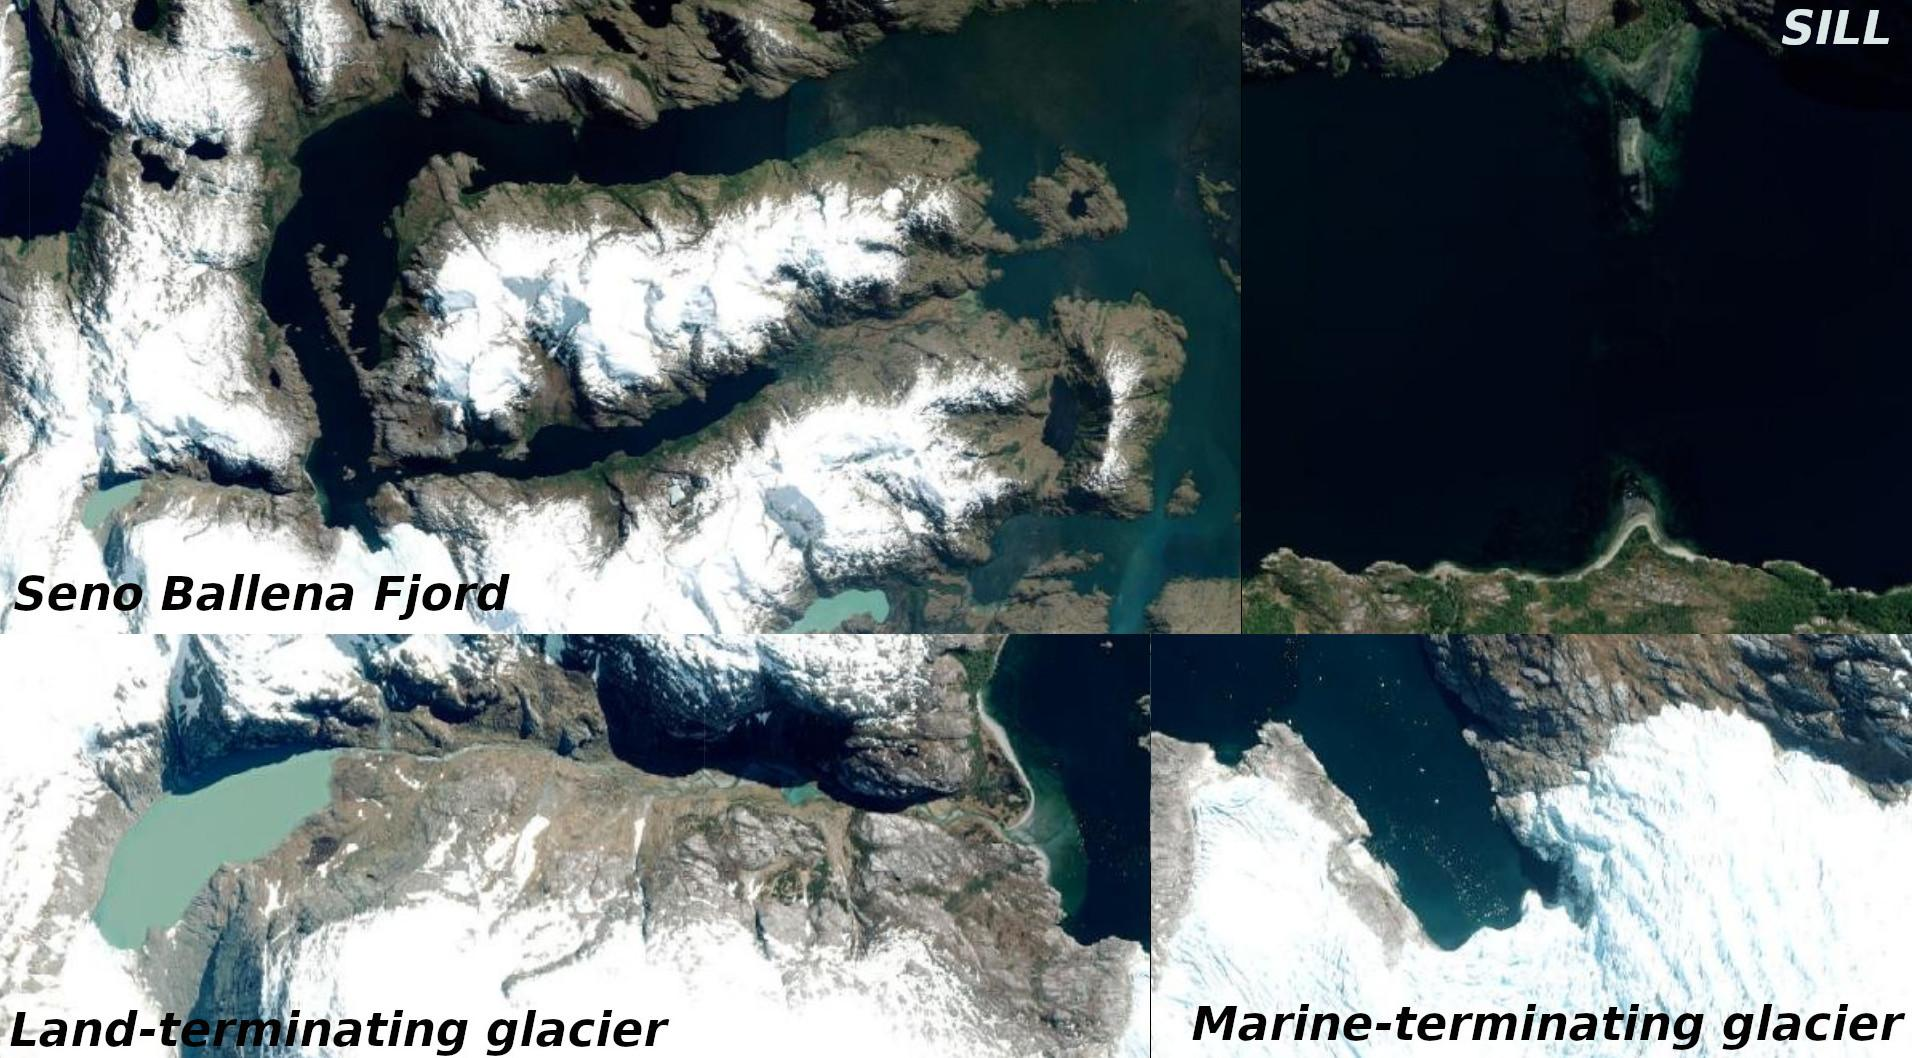 SILL
Seno Ballena Fjord
Land-terminating glacier
Marine-terminating glacier